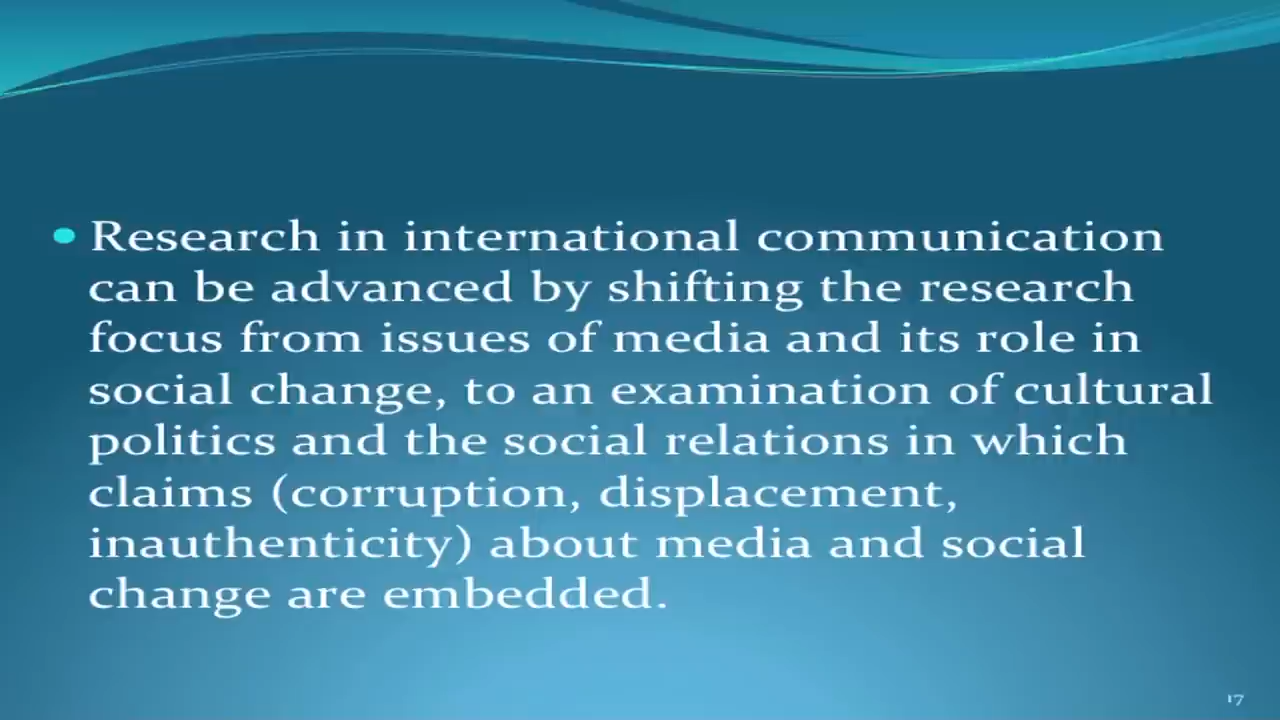 • Research in international communication
can be advanced by shifting the research
focus from issues of media and its role in
social change, to an examination of cultural
politics and the social relations in which
claims (corruption, displacement,
inauthenticity) about media and social
change are embedded.
17